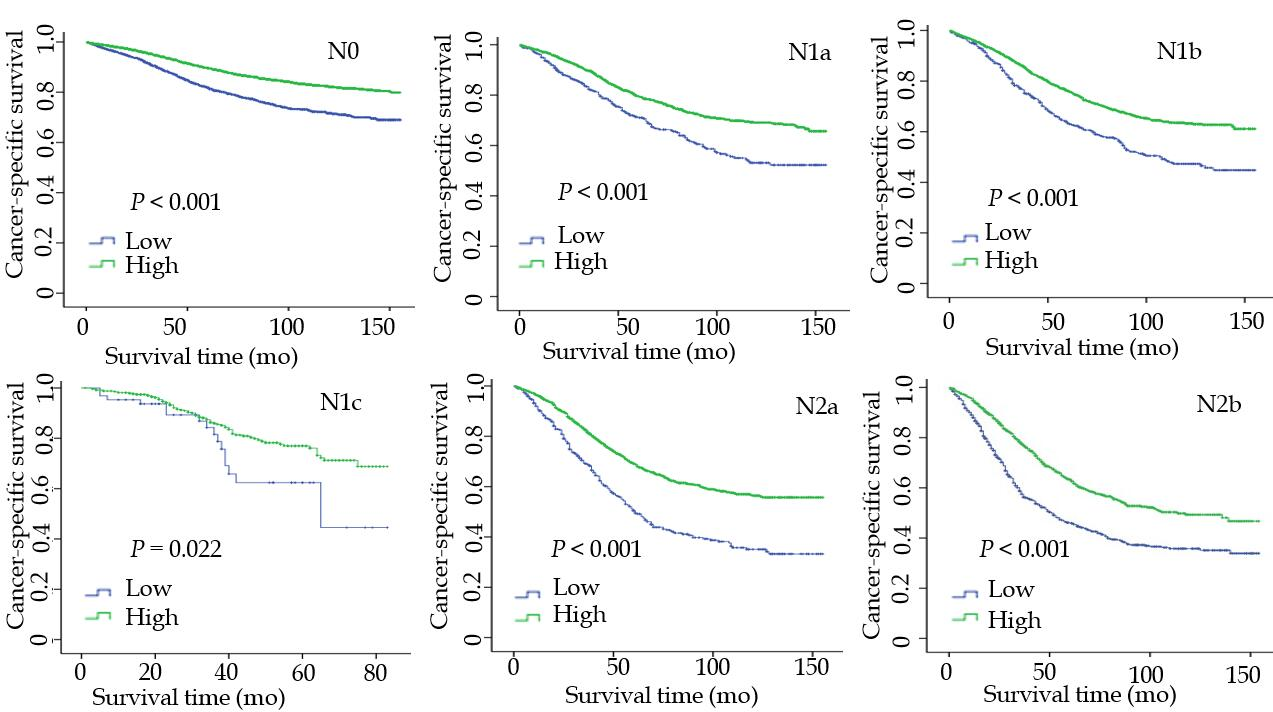 Cancer-specific survival
1.0
0.8
0.6
0.4
0.2
0
N0
P < 0.001
Low
High
0 50 100 150
Survival time (mo)
Cancer-specific survival
1.0
0.8
0.6
0.4
0.2
0
N1a
P < 0.001
Low
High
0 50 100 150
Survival time (mo)
Cancer-specific survival
1.0
0.8
0.6
0.4
0.2
0
N1b
P < 0.001
Low
High
0 50 100 150
Survival time (mo)
Cancer-specific survival
1.0
0.8
0.6
0.4
0.2
0
N1c
P = 0.022
Low
High
0 20 40 60 80
Survival time (mo)
Cancer-specific survival
1.0
0.8
0.6
0.4
0.2
0
N2a
P < 0.001
Low
High
0 50 100 150
Survival time (mo)
Cancer-specific survival
1.0
0.8
0.6
0.4
0.2
0
N2b
P < 0.001
Low
High
0 50 100 150
Survival time (mo)